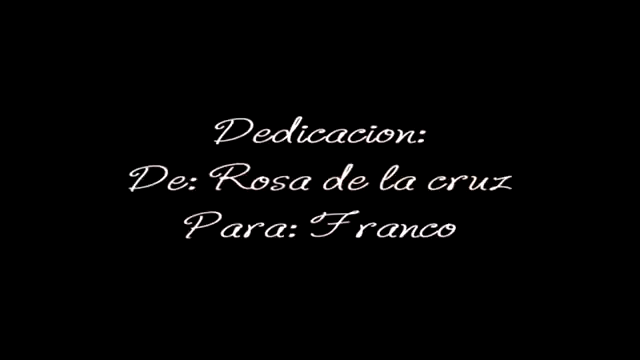 Dedicacion:
De: Rosa de la cruz
Para: Franco